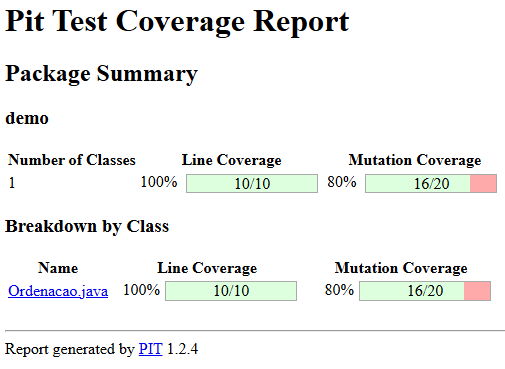 Pit Test Coverage Report
Package Summary
demo
Number of Classes Line Coverage Mutation Coverage
1 100% 10/10 80% 16/20
Breakdown by Class
Name Line Coverage Mutation Coverage
Ordenacao.java 100% 10/10 80% 16/20
Report generated by PIT 1.2.4